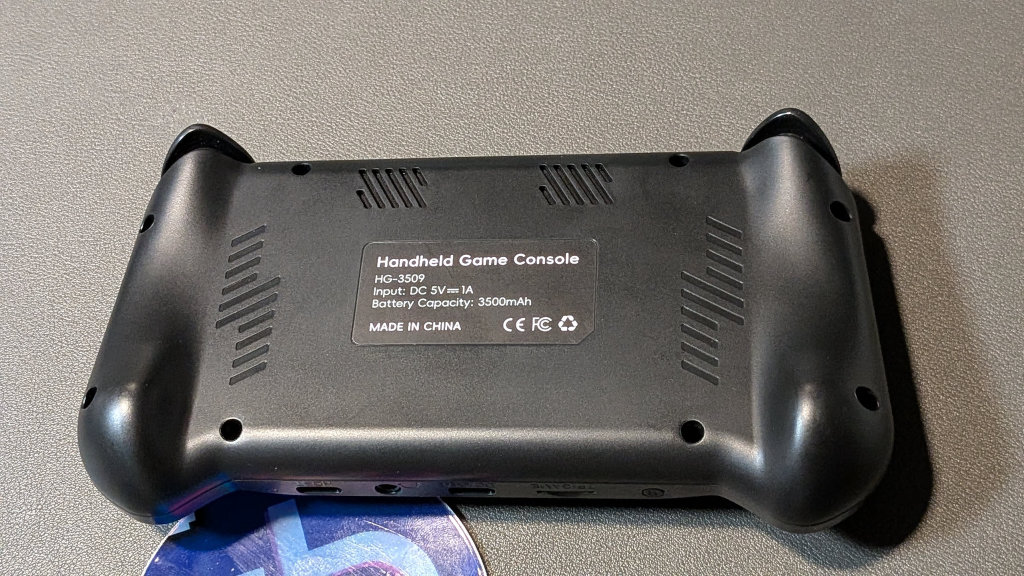 Handheld Game Console
HG-3509
Input: DC 5V⎓1A
Battery Capacity: 3500mAh
MADE IN CHINA CE FC